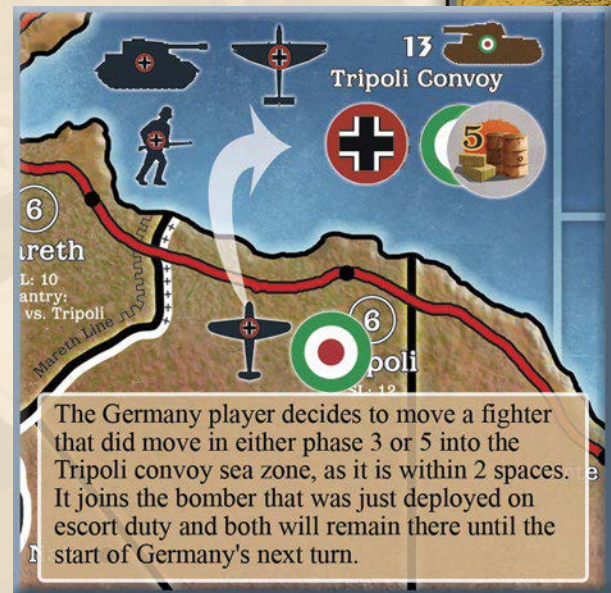 13
Tripoli Convoy
5
6
areth
L: 10
antry:
vs. Tripoli
Mareth Line
6
poli
SL: 12
The Germany player decides to move a fighter
that did move in either phase 3 or 5 into the
Tripoli convoy sea zone, as it is within 2 spaces.
It joins the bomber that was just deployed on
escort duty and both will remain there until the
start of Germany's next turn.